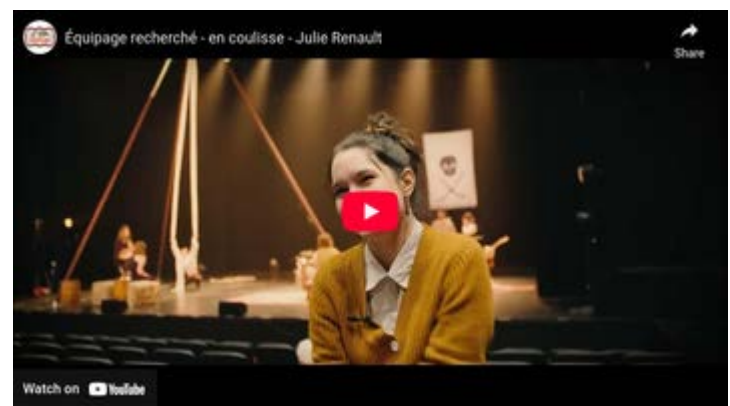 Équipage recherché - en coulisse - Julie Renault
Share
Watch on YouTube